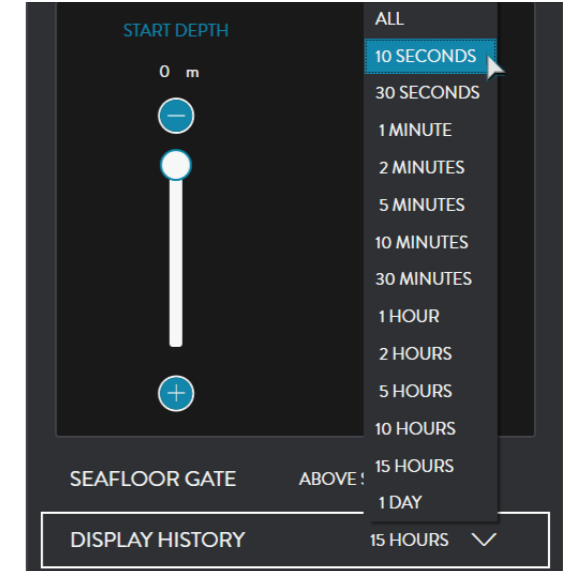 START DEPTH
0 m
ALL
10 SECONDS
30 SECONDS
1 MINUTE
2 MINUTES
5 MINUTES
10 MINUTES
30 MINUTES
1 HOUR
2 HOURS
5 HOURS
10 HOURS
15 HOURS
1 DAY
SEAFLOOR GATE ABOVE
DISPLAY HISTORY 15 HOURS